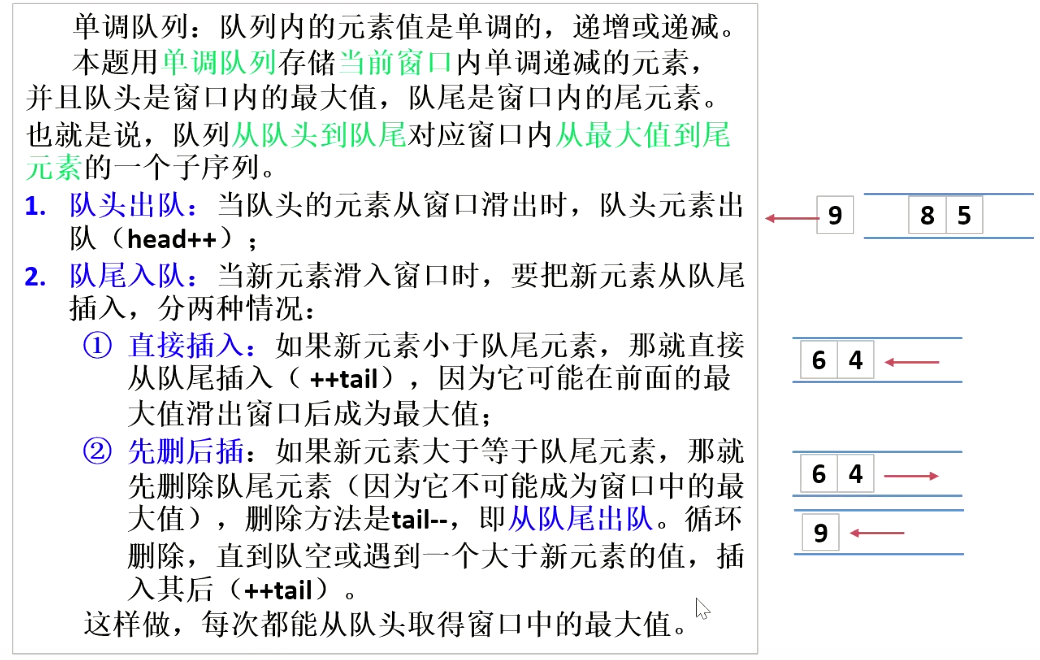 单调队列：队列内的元素值是单调的，递增或递减。
本题用单调队列存储当前窗口内单调递减的元素，
并且队头是窗口内的最大值，队尾是窗口内的尾元素。
也就是说，队列从队头到队尾对应窗口内从最大值到尾
元素的一个子序列。
1. 队头出队：当队头的元素从窗口滑出时，队头元素出
队（head++）；
9 8 5
2. 队尾入队：当新元素滑入窗口时，要把新元素从队尾
插入，分两种情况：
① 直接插入：如果新元素小于队尾元素，那就直接
从队尾插入（ ++tail），因为它可能在前面的最
大值滑出窗口后成为最大值；
6 4
② 先删后插：如果新元素大于等于队尾元素，那就
先删除队尾元素（因为它不可能成为窗口中的最
大值），删除方法是tail--，即从队尾出队。循环
删除，直到队空或遇到一个大于新元素的值，插
入其后（++tail）。
6 4
9
这样做，每次都能从队头取得窗口中的最大值。